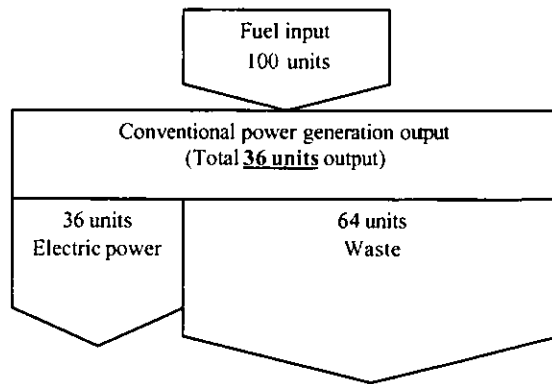 Fuel input
100 units
Conventional power generation output
(Total 36 units output)
36 units
Electric power
64 units
Waste